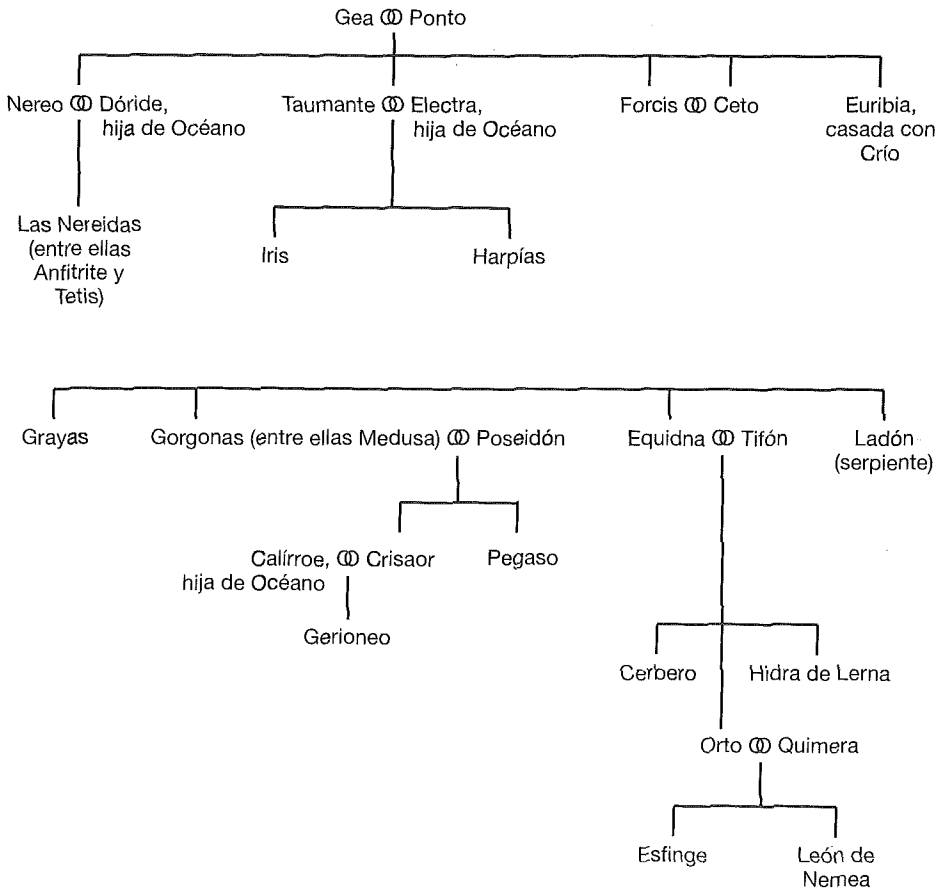 Gea ⚭ Ponto
Nereo ⚭ Dóride,
hija de Océano
Taumante ⚭ Electra,
hija de Océano
Forcis ⚭ Ceto
Euribia,
casada con
Crío
Las Nereidas
(entre ellas
Anfitrite y
Tetis)
Iris
Harpías
Grayas
Gorgonas (entre ellas Medusa) ⚭ Poseidón
Equidna ⚭ Tifón
Ladón
(serpiente)
Calírroe, ⚭ Crisaor
hija de Océano
Pegaso
Gerioneo
Cerbero
Hidra de Lerna
Orto ⚭ Quimera
Esfinge
León de
Nemea